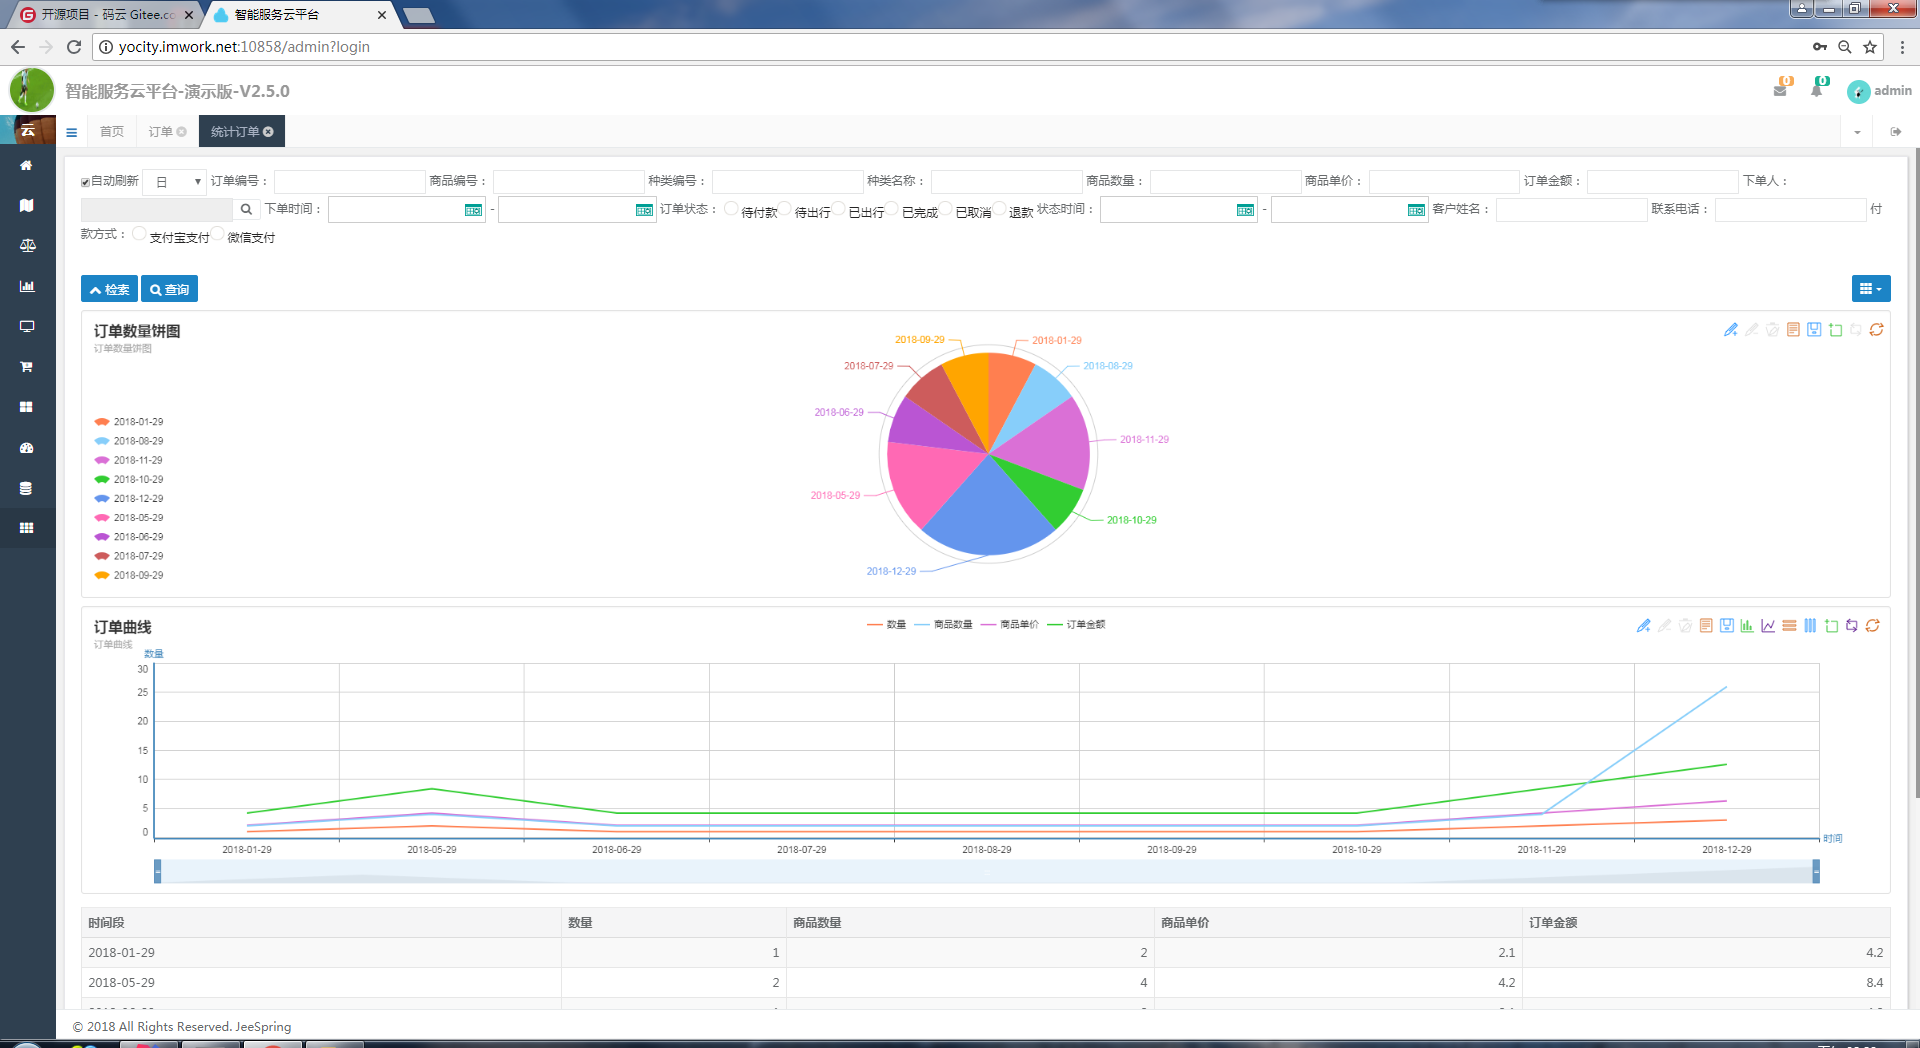 开源项目 - 码云 Gitee.co
智能服务云平台
yocity.imwork.net:10858/admin?login
智能服务云平台-演示版-V2.5.0
0
0
admin
云
首页
订单
统计订单
自动刷新 日 订单编号： 商品编号： 种类编号： 种类名称： 商品数量： 商品单价： 订单金额： 下单人：
下单时间： - 订单状态： 待付款 待出行 已出行 已完成 已取消 退款 状态时间： - 客户姓名： 联系电话： 付
款方式： 支付宝支付 微信支付
检索
查询
订单数量饼图
订单数量饼图
2018-01-29
2018-08-29
2018-11-29
2018-10-29
2018-12-29
2018-05-29
2018-06-29
2018-07-29
2018-09-29
2018-09-29
2018-01-29
2018-07-29
2018-08-29
2018-06-29
2018-11-29
2018-05-29
2018-10-29
2018-12-29
订单曲线
订单曲线
数量 商品数量 商品单价 订单金额
数量
30
25
20
15
10
5
0
时间
2018-01-29 2018-05-29 2018-06-29 2018-07-29 2018-08-29 2018-09-29 2018-10-29 2018-11-29 2018-12-29
时间段 数量 商品数量 商品单价 订单金额
2018-01-29 1 2 2.1 4.2
2018-05-29 2 4 4.2 8.4
© 2018 All Rights Reserved. JeeSpring